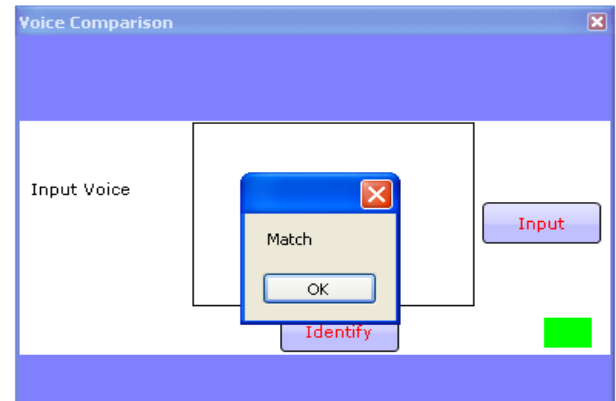 Voice Comparison
Input Voice
Input
Match
OK
Identify